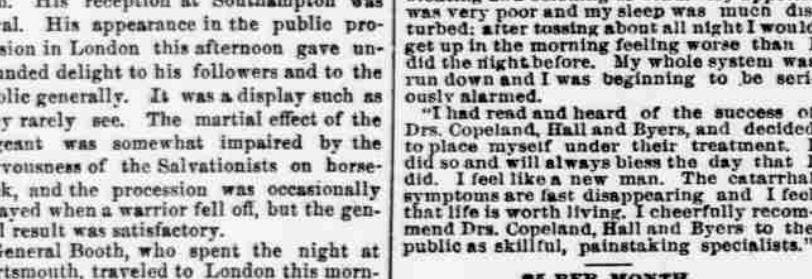 His reception at Southampton was
His appearance in the public pro-
sion in London this afternoon gave un-
unded delight to his followers and to the
blic generally. It was a display such as
y rarely see. The martial effect of the
geant was somewhat impaired by the
rvousness of the Salvationists on horse-
k, and the procession was occasionally
ayed when a warrior fell off, but the gen-
l result was satisfactory.
General Booth, who spent the night at
rtsmouth, traveled to London this morn-
was very poor and my sleep was much dis
turbed; after tossing about all night I would
get up in the morning feeling worse than I
did the night before. My whole system was
run down and I was beginning to be seri
ously alarmed.
"I had read and heard of the success of
Drs. Copeland, Hall and Byers, and decided
to place myself under their treatment. I
did so and will always bless the day that I
did. I feel like a new man. The catarrhal
symptoms are fast disappearing and I feel
that life is worth living. I cheerfully recom
mend Drs. Copeland, Hall and Byers to the
public as skillful, painstaking specialists."
PER MONTH